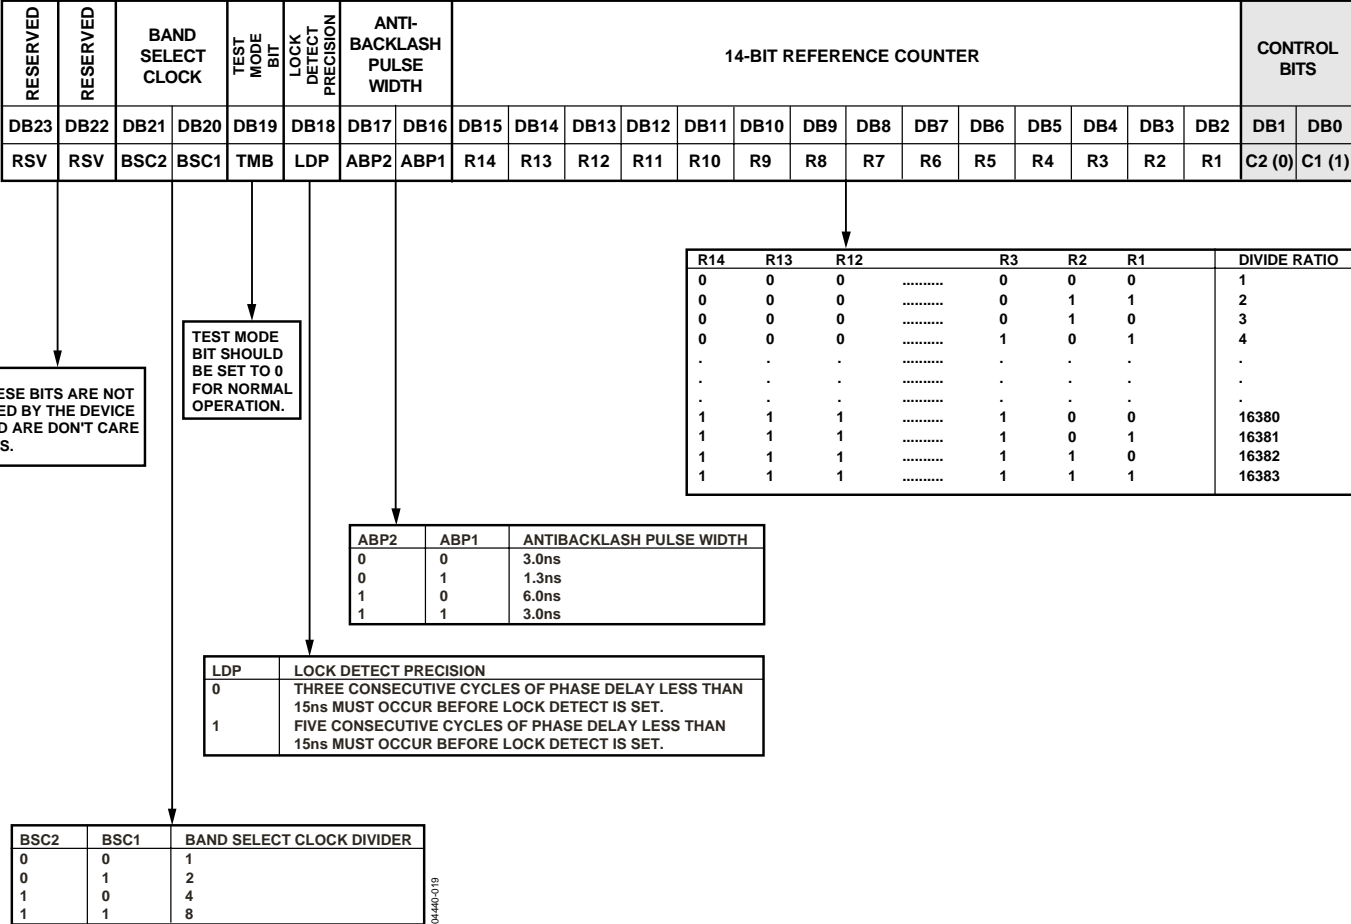 RESERVED
RESERVED
BAND
SELECT
CLOCK
TEST
MODE
BIT
LOCK
DETECT
PRECISION
ANTI-
BACKLASH
PULSE
WIDTH
14-BIT REFERENCE COUNTER
CONTROL
BITS
DB23 DB22 DB21 DB20 DB19 DB18 DB17 DB16 DB15 DB14 DB13 DB12 DB11 DB10 DB9 DB8 DB7 DB6 DB5 DB4 DB3 DB2 DB1 DB0
RSV RSV BSC2 BSC1 TMB LDP ABP2 ABP1 R14 R13 R12 R11 R10 R9 R8 R7 R6 R5 R4 R3 R2 R1 C2 (0) C1 (1)
R14 R13 R12 R3 R2 R1 DIVIDE RATIO
0 0 0 .......... 0 0 0 1
0 0 0 .......... 0 1 1 2
0 0 0 .......... 0 1 0 3
0 0 0 .......... 1 0 1 4
. . . .......... . . . .
. . . .......... . . . .
. . . .......... . . . .
1 1 1 .......... 1 0 0 16380
1 1 1 .......... 1 0 1 16381
1 1 1 .......... 1 1 0 16382
1 1 1 .......... 1 1 1 16383
TEST MODE
BIT SHOULD
BE SET TO 0
FOR NORMAL
OPERATION.
ESE BITS ARE NOT
ED BY THE DEVICE
D ARE DON'T CARE
S.
ABP2 ABP1 ANTIBACKLASH PULSE WIDTH
0 0 3.0ns
0 1 1.3ns
1 0 6.0ns
1 1 3.0ns
LDP LOCK DETECT PRECISION
0 THREE CONSECUTIVE CYCLES OF PHASE DELAY LESS THAN
15ns MUST OCCUR BEFORE LOCK DETECT IS SET.
1 FIVE CONSECUTIVE CYCLES OF PHASE DELAY LESS THAN
15ns MUST OCCUR BEFORE LOCK DETECT IS SET.
BSC2 BSC1 BAND SELECT CLOCK DIVIDER
0 0 1
0 1 2
1 0 4
1 1 8
04440-019